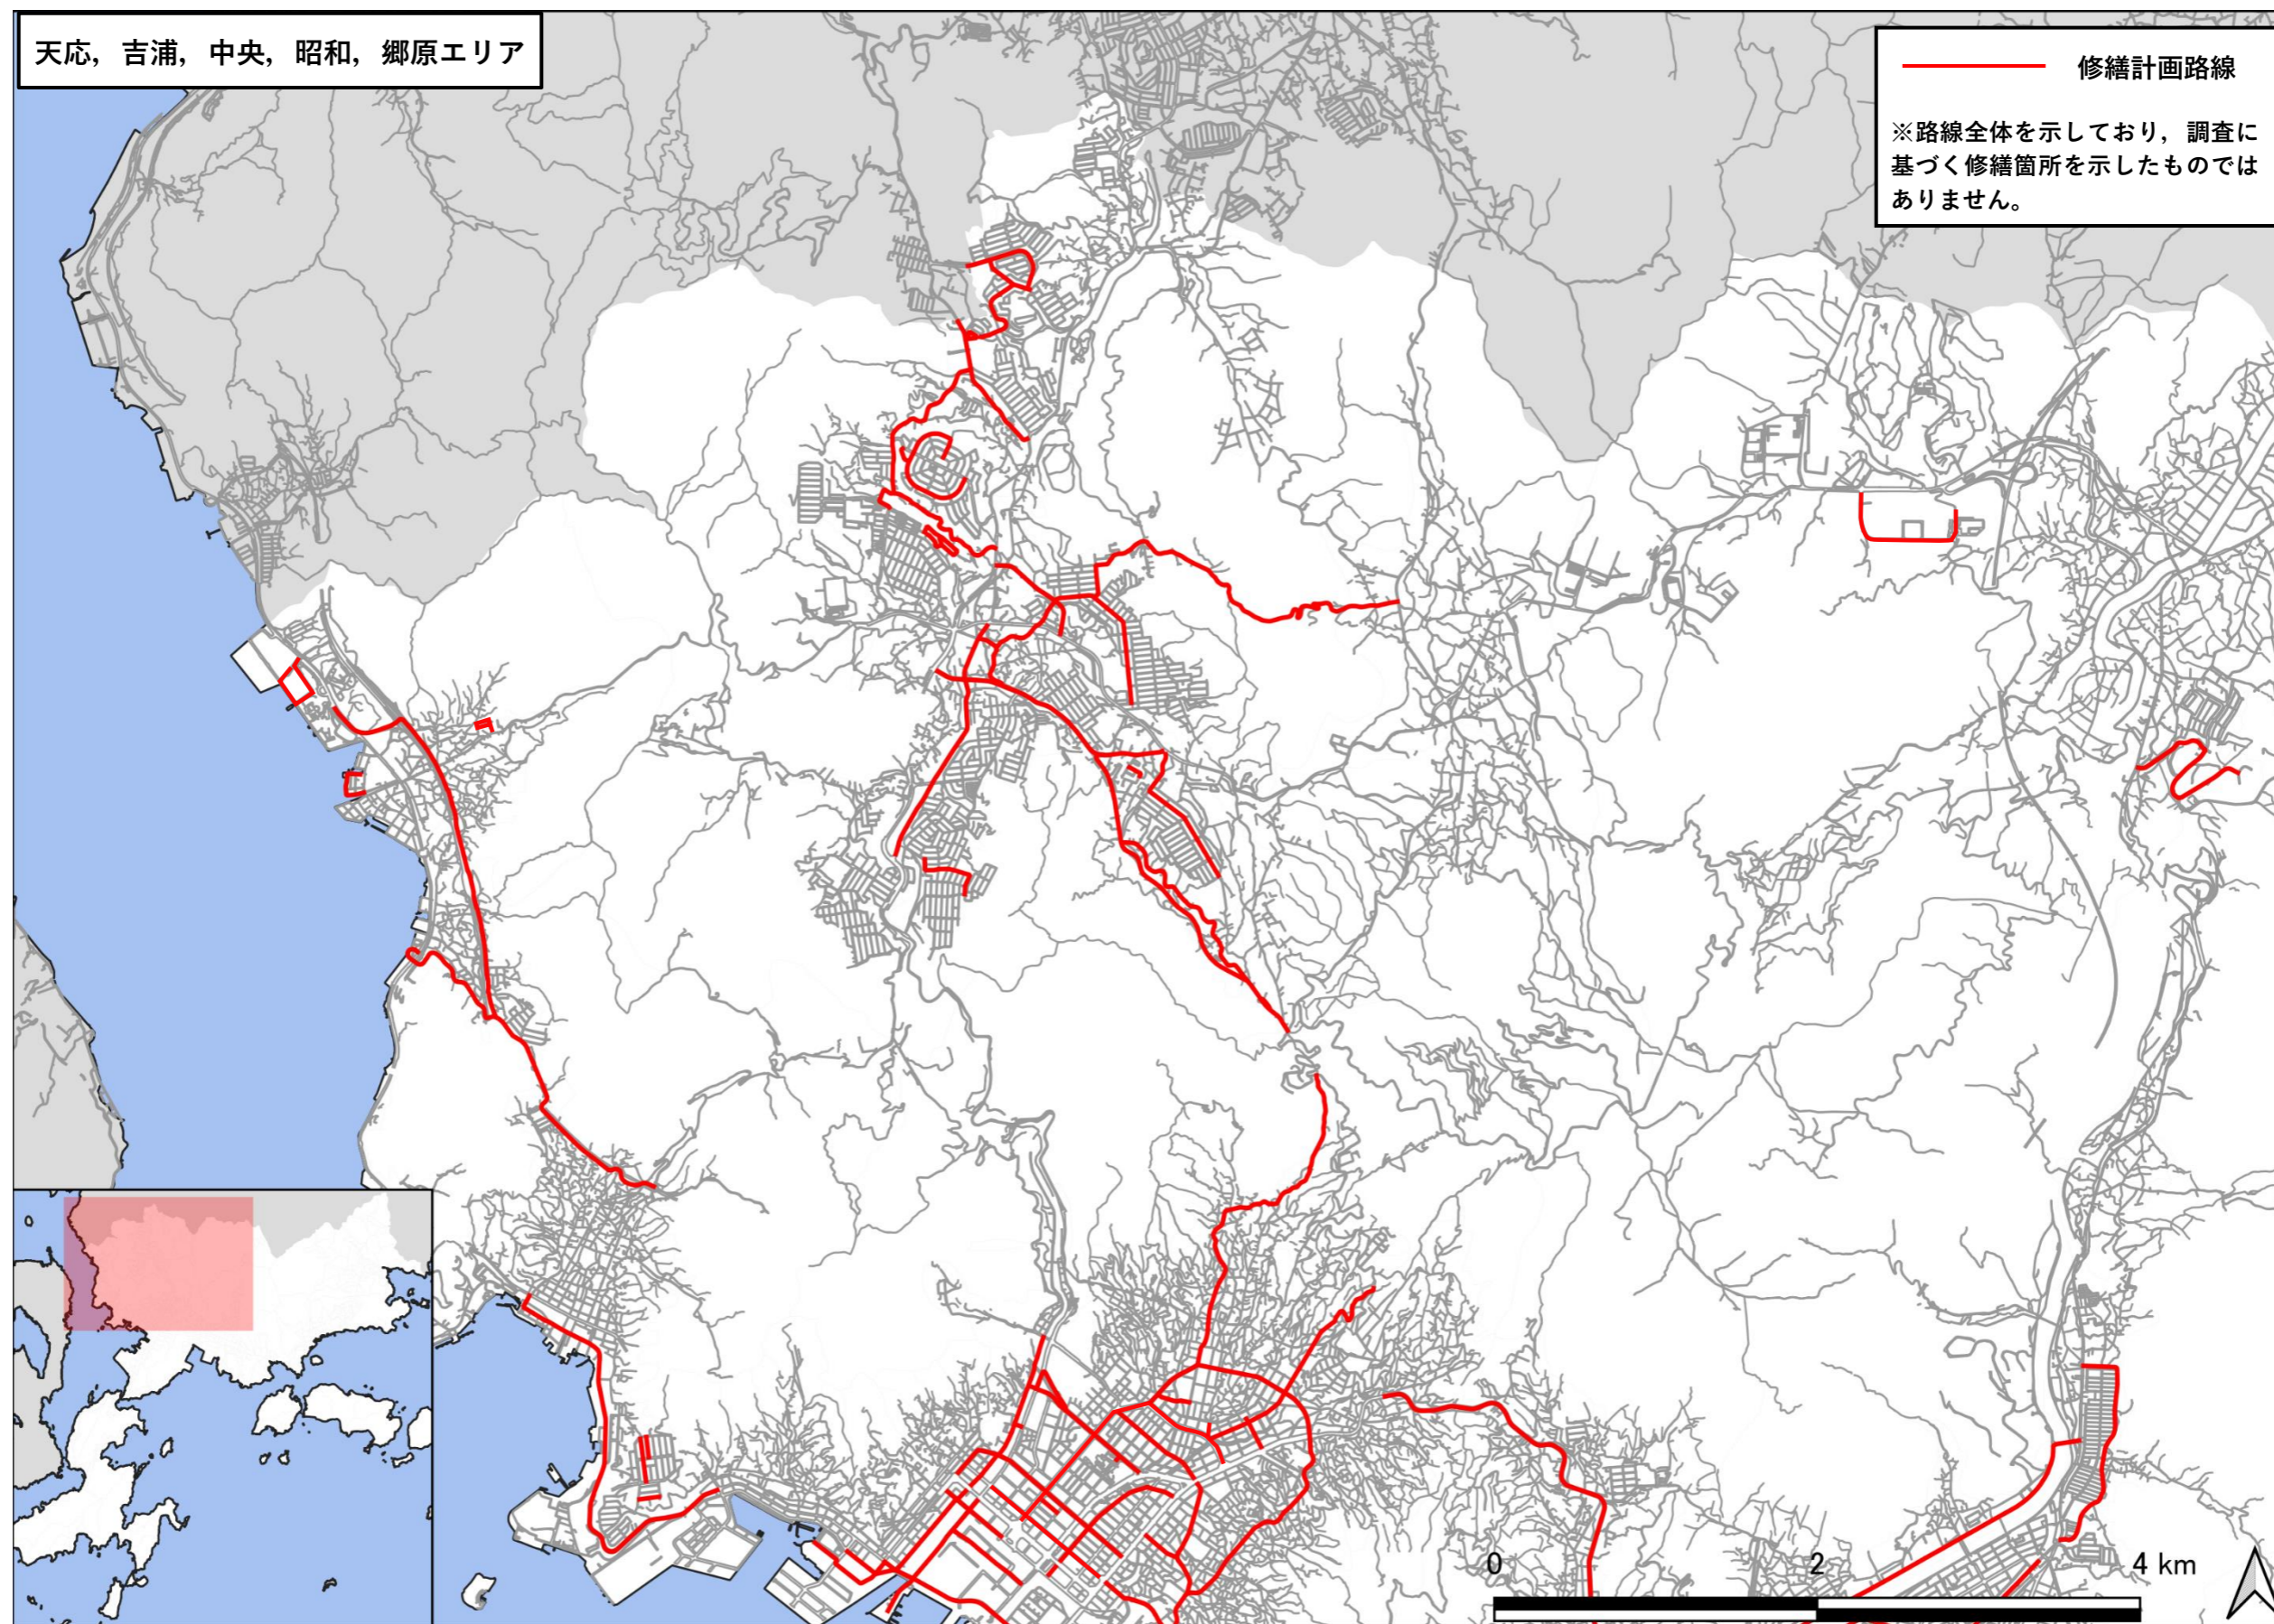 天応，吉浦，中央，昭和，郷原エリア
修繕計画路線
※路線全体を示しており，調査に
基づく修繕箇所を示したものでは
ありません。
0 2 4 km